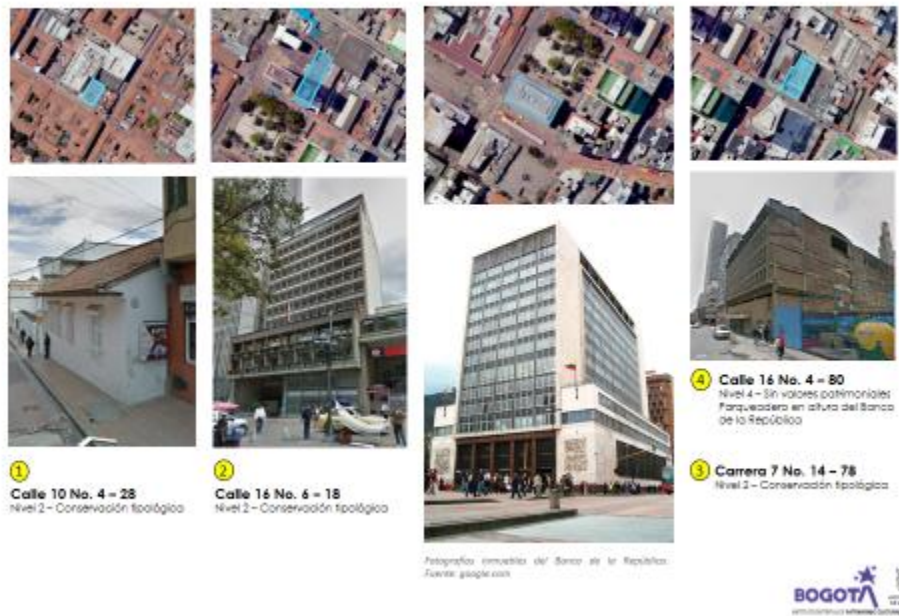 1
Calle 10 No. 4 – 28
Nivel 2 – Conservación tipológica
2
Calle 16 No. 6 – 18
Nivel 2 – Conservación tipológica
4 Calle 16 No. 4 – 80
Nivel 4 – Sin valores patrimoniales
Parqueadero en altura del Banco
de la República
3 Carrera 7 No. 14 – 78
Nivel 2 – Conservación tipológica
Fotografías inmuebles del Banco de la República.
Fuente: google.com
BOGOTÁ